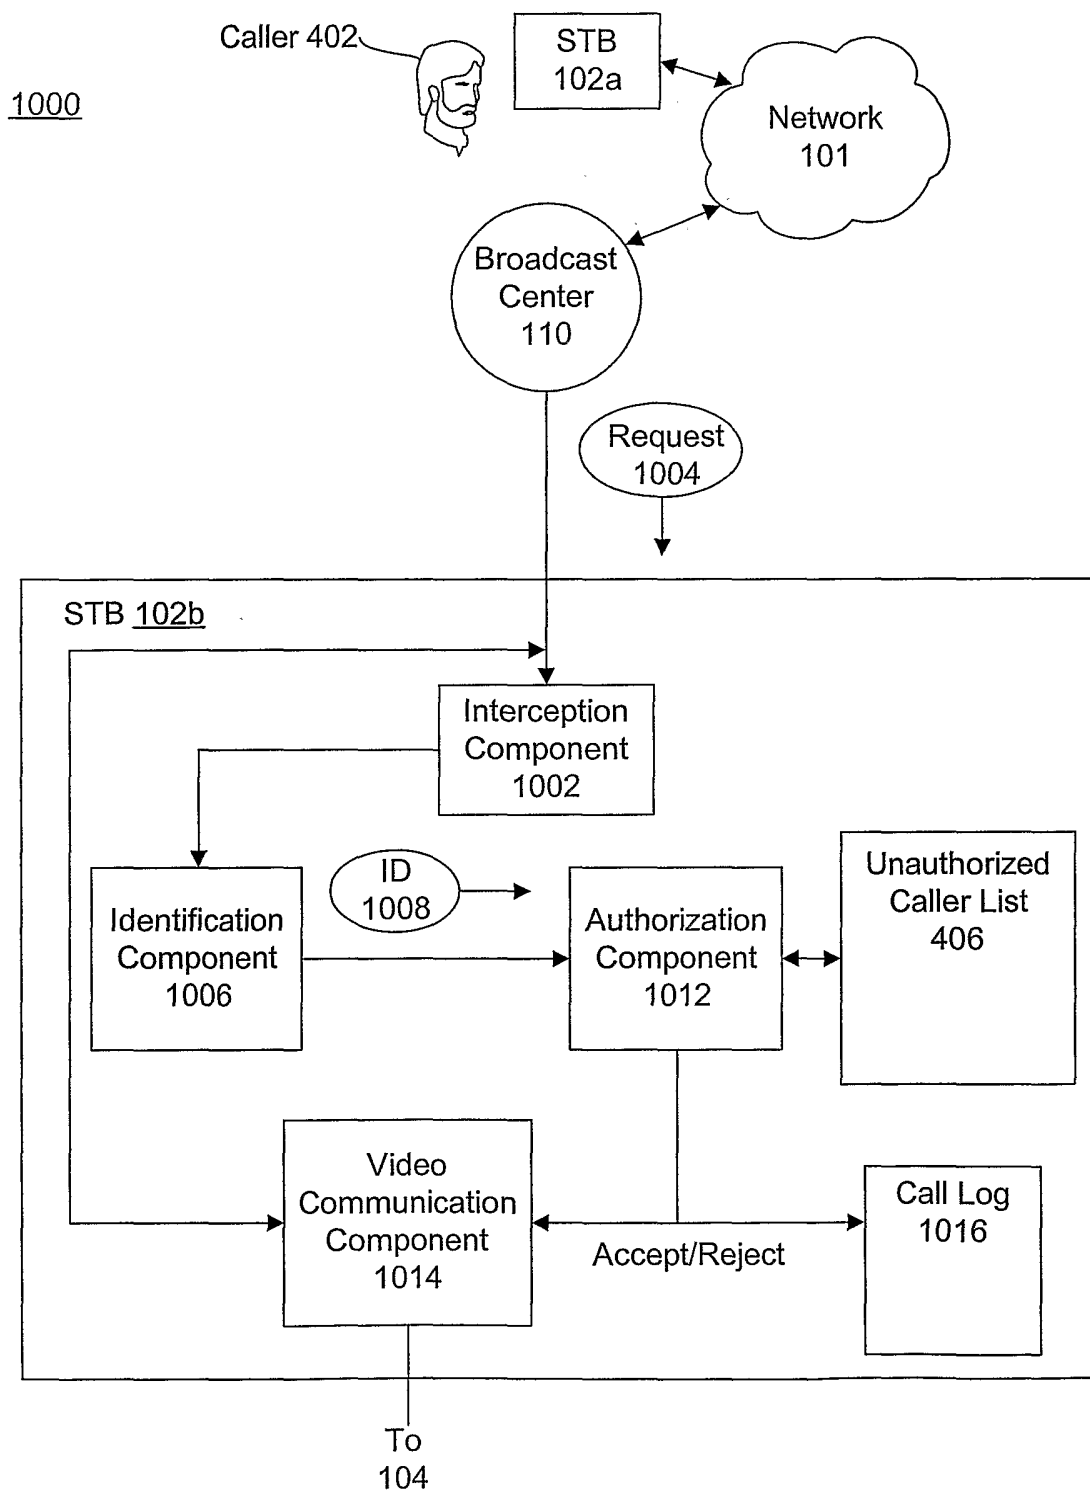 Caller 402
STB
102a
1000
Network
101
Broadcast
Center
110
Request
1004
STB 102b
Interception
Component
1002
ID
1008
Identification
Component
1006
Authorization
Component
1012
Unauthorized
Caller List
406
Video
Communication
Component
1014
Accept/Reject
Call Log
1016
To
104